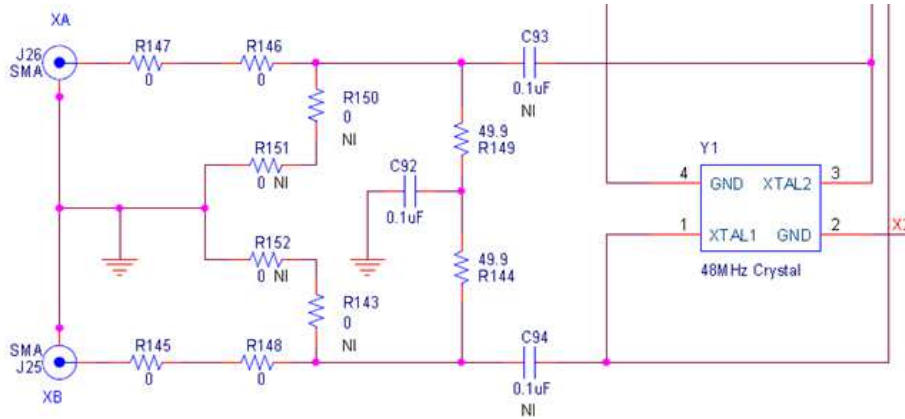 XA
J26
SMA
R147
0
R146
0
R150
0
NI
R151
0 NI
C93
0.1uF
NI
49.9
R149
C92
0.1uF
Y1
4
GND
XTAL2
3
1
XTAL1
GND
2
48MHz Crystal
R152
0 NI
R143
0
NI
49.9
R144
SMA
J25
XB
R145
0
R148
0
C94
0.1uF
NI